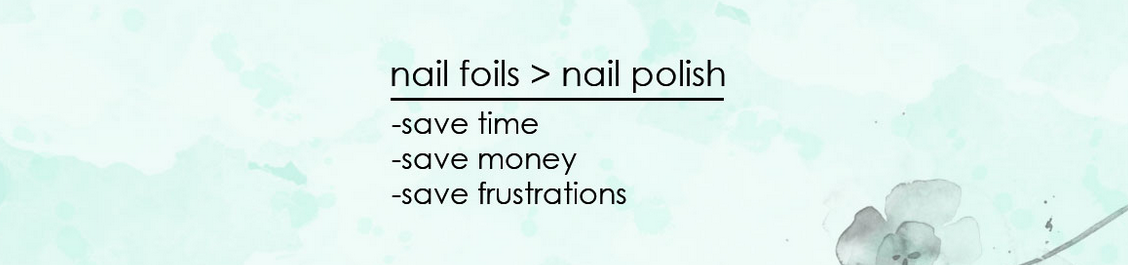 nail foils > nail polish
-save time
-save money
-save frustrations